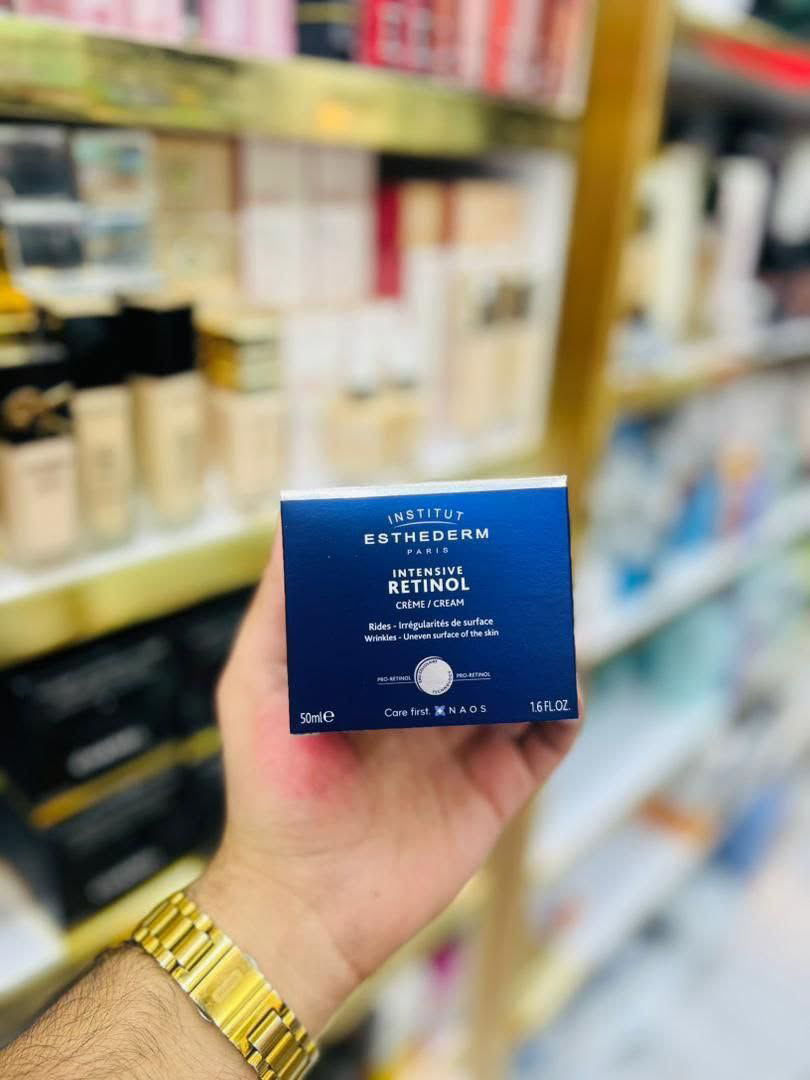 INSTITUT
ESTHEDERM
PARIS
INTENSIVE
RETINOL
CRÈME / CREAM
Rides - Irrégularités de surface
Wrinkles - Uneven surface of the skin
PRO-RETINOL PRO-RETINOL
50ml℮ Care first. NAOS 1.6 FL.OZ.